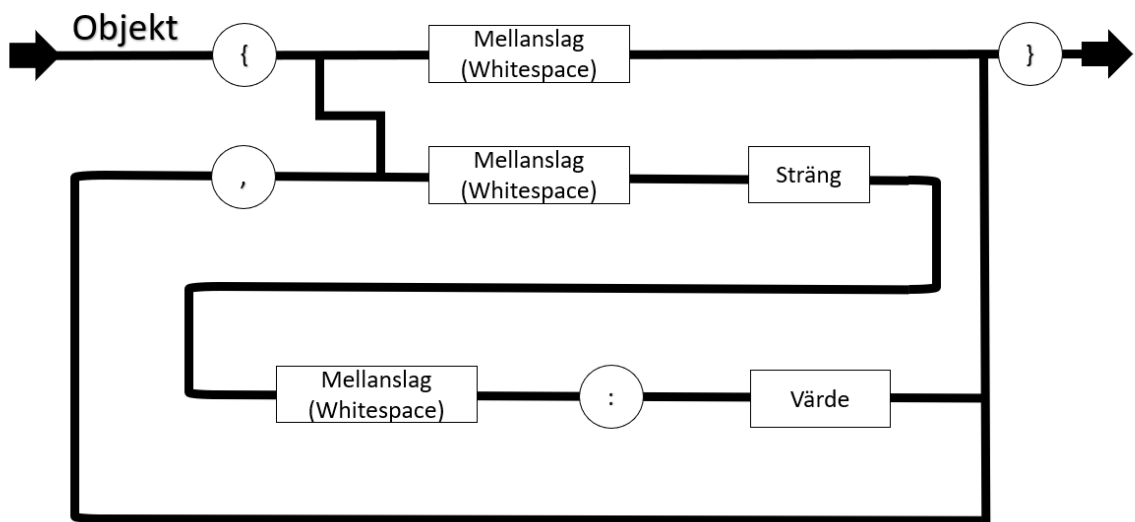 Objekt
{
Mellanslag
(Whitespace)
}
,
Mellanslag
(Whitespace)
Sträng
Mellanslag
(Whitespace)
:
Värde